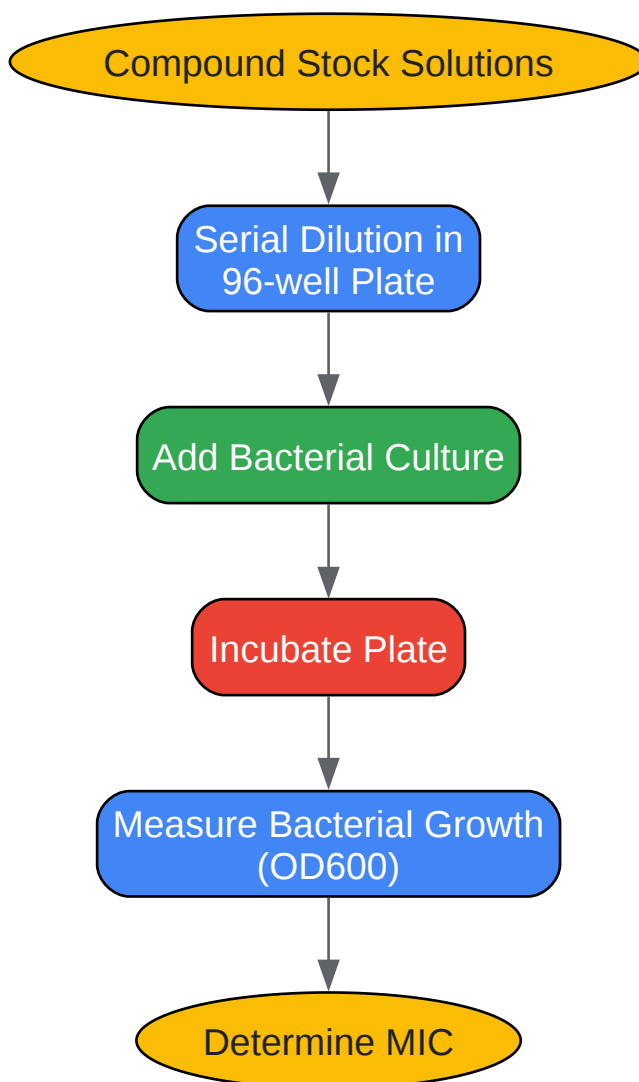 Compound Stock Solutions
Serial Dilution in
96-well Plate
Add Bacterial Culture
Incubate Plate
Measure Bacterial Growth
(OD600)
Determine MIC